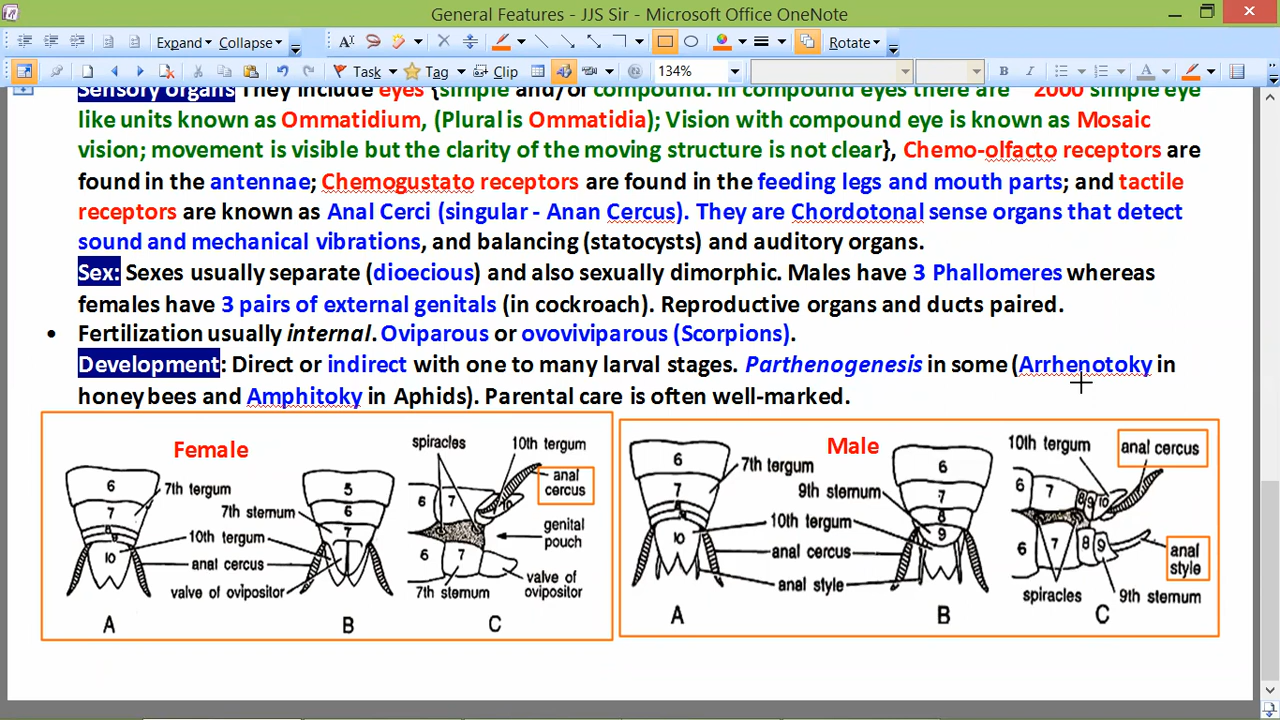 General Features - JJS Sir - Microsoft Office OneNote
Expand Collapse Rotate
Task Tag Clip 134% B I U
Sensory organs They include eyes {simple and/or compound. In compound eyes there are 2000 simple eye
like units known as Ommatidium, (Plural is Ommatidia); Vision with compound eye is known as Mosaic
vision; movement is visible but the clarity of the moving structure is not clear}, Chemo-olfacto receptors are
found in the antennae; Chemogustato receptors are found in the feeding legs and mouth parts; and tactile
receptors are known as Anal Cerci (singular - Anan Cercus). They are Chordotonal sense organs that detect
sound and mechanical vibrations, and balancing (statocysts) and auditory organs.
Sex: Sexes usually separate (dioecious) and also sexually dimorphic. Males have 3 Phallomeres whereas
females have 3 pairs of external genitals (in cockroach). Reproductive organs and ducts paired.
• Fertilization usually internal. Oviparous or ovoviviparous (Scorpions).
Development: Direct or indirect with one to many larval stages. Parthenogenesis in some (Arrhenotoky in
honey bees and Amphitoky in Aphids). Parental care is often well-marked.
Female
6
7
8
10
7th tergum
7th sternum
10th tergum
anal cercus
valve of ovipositor
A
5
6
7
B
spiracles
10th tergum
anal
cercus
6 7 10
genital
pouch
6 7
7th sternum
valve of
ovipositor
C
Male
6
7
8
10
7th tergum
9th sternum
10th tergum
anal cercus
anal style
A
6
7
8
9
B
10th tergum
anal cercus
6 7 8 9 10
6 7 8 9
anal
style
spiracles
9th sternum
C